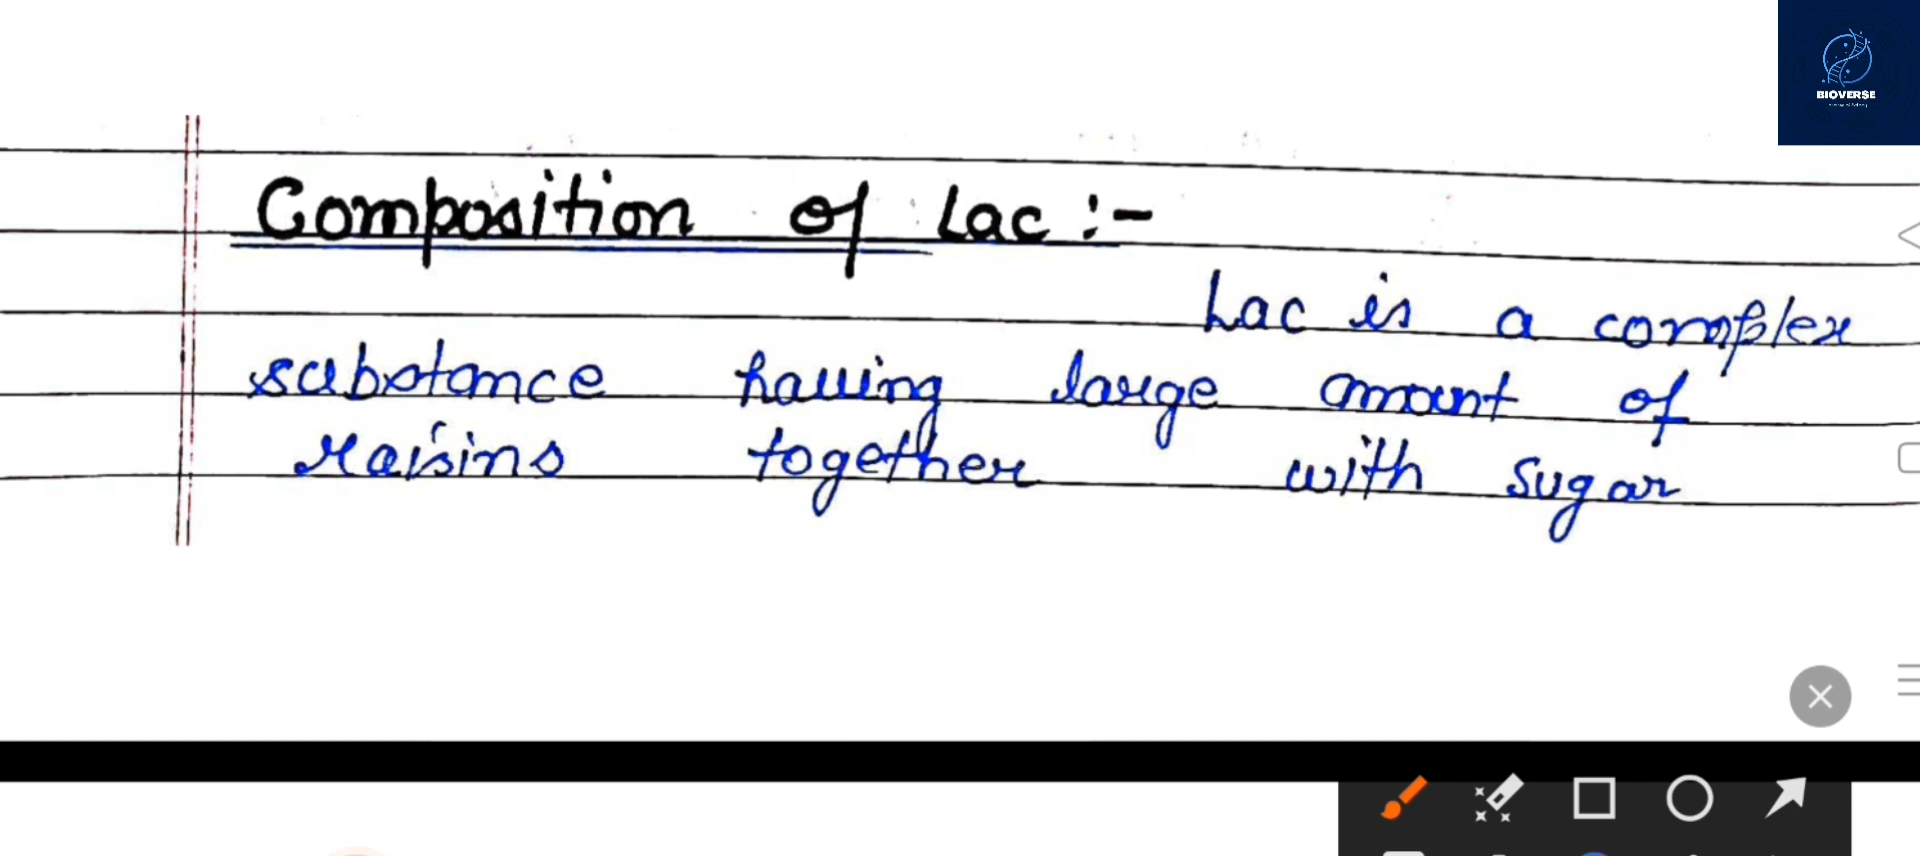 BIOVERSE
Composition of Lac :-
Lac is a complex
substance having large amount of
raisins together with sugar